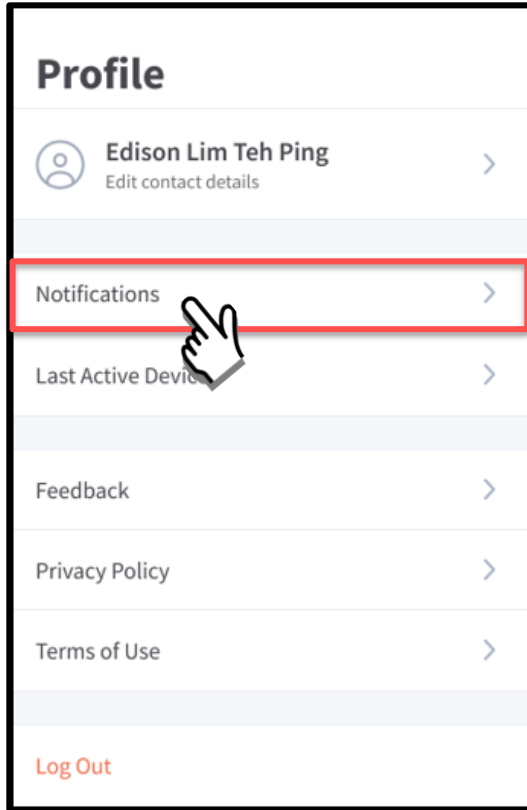 Profile
Edison Lim Teh Ping
Edit contact details
Notifications
Last Active
Feedback
Privacy Policy
Terms of Use
Log Out